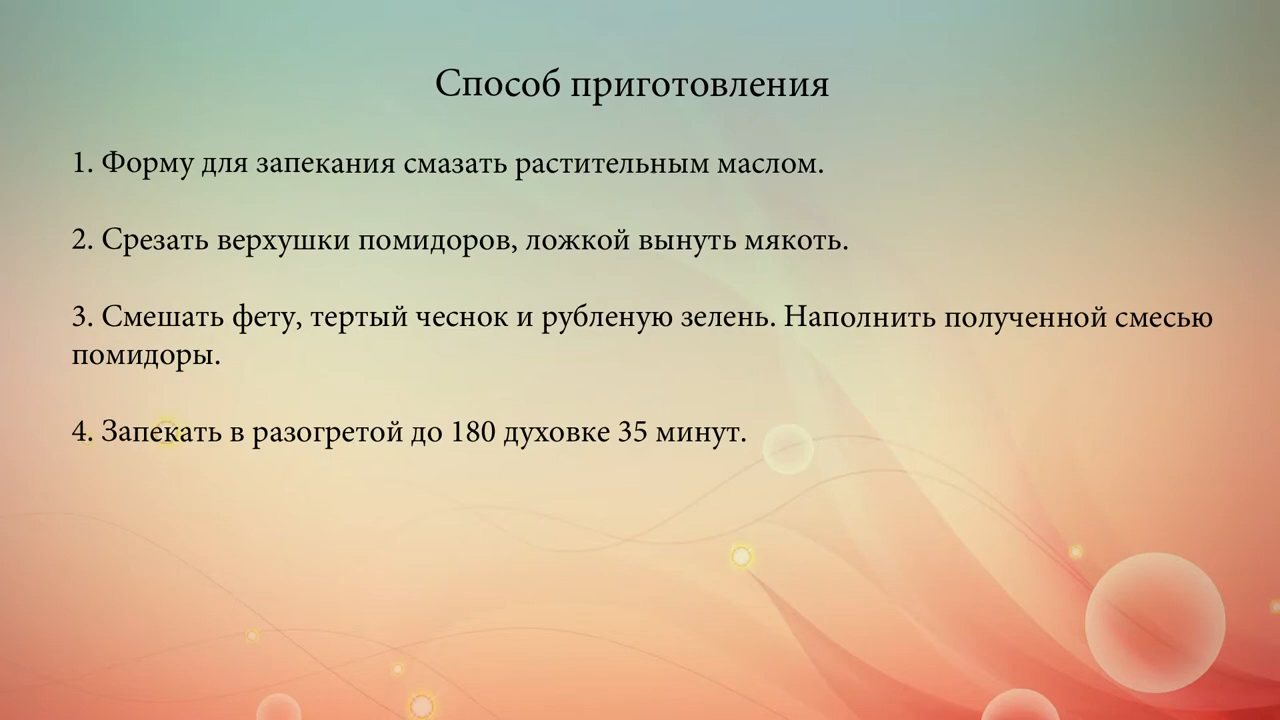 Способ приготовления
1. Форму для запекания смазать растительным маслом.
2. Срезать верхушки помидоров, ложкой вынуть мякоть.
3. Смешать фету, тертый чеснок и рубленую зелень. Наполнить полученной смесью
помидоры.
4. Запекать в разогретой до 180 духовке 35 минут.